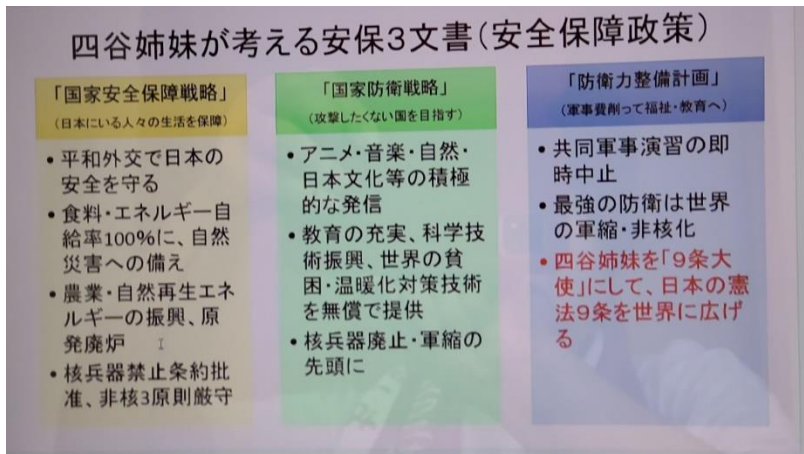 四谷姉妹が考える安保3文書(安全保障政策)
「国家安全保障戦略」
(日本にいる人々の生活を保障)
• 平和外交で日本の
安全を守る
• 食料・エネルギー自
給率100%に、自然
災害への備え
• 農業・自然再生エネ
ルギーの振興、原
発廃炉
• 核兵器禁止条約批
准、非核3原則厳守
「国家防衛戦略」
(攻撃したくない国を目指す)
• アニメ・音楽・自然・
日本文化等の積極
的な発信
• 教育の充実、科学技
術振興、世界の貧
困・温暖化対策技術
を無償で提供
• 核兵器廃止・軍縮の
先頭に
「防衛力整備計画」
(軍事費削って福祉・教育へ)
• 共同軍事演習の即
時中止
• 最強の防衛は世界
の軍縮・非核化
• 四谷姉妹を「9条大
使」にして、日本の憲
法9条を世界に広げ
る